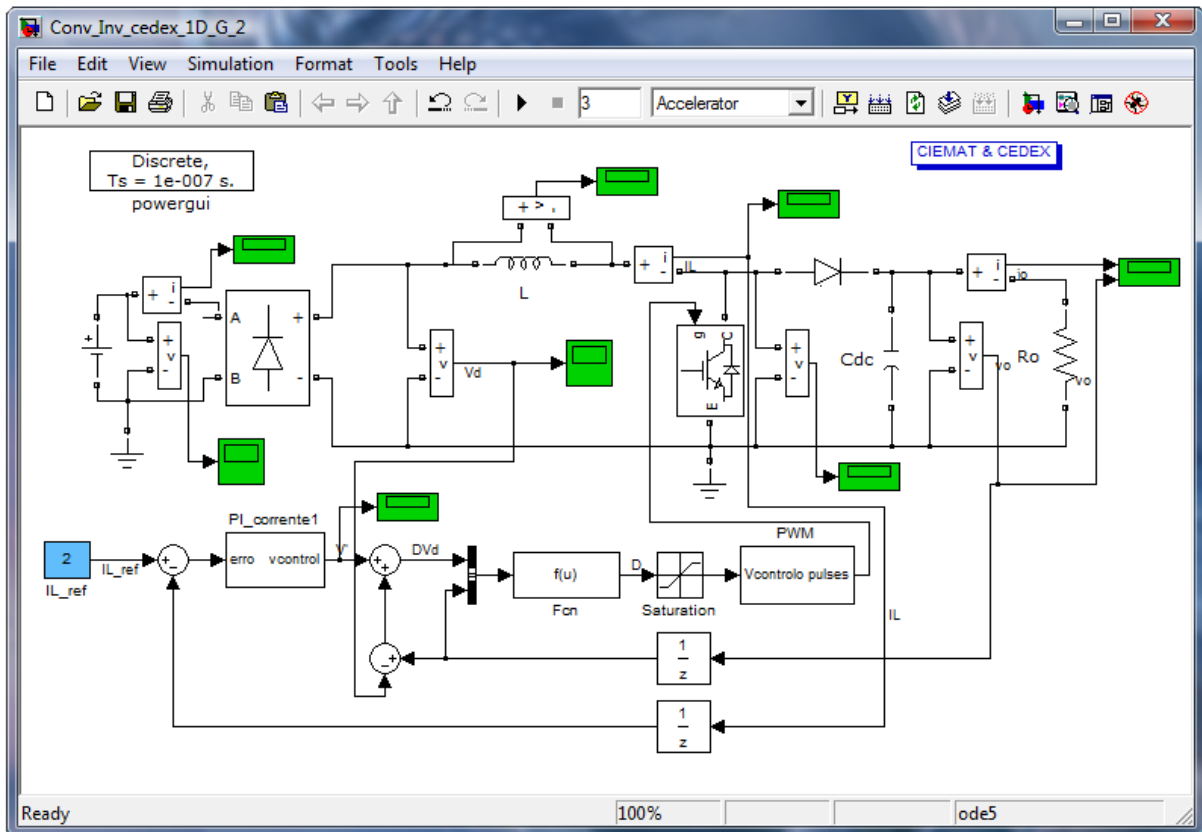 Conv_Inv_cedex_1D_G_2
File Edit View Simulation Format Tools Help
3 Accelerator
Discrete,
Ts = 1e-007 s.
powergui
CIEMAT & CEDEX
+ v -
+ i -
IL
L
+ i -
+ i -
io
A +
B -
+ v -
+ v -
Vd
g C
E
+ v -
Cdc
+ v -
vo
Ro
vo
PI_corrente1
PWM
2
IL_ref
IL_ref
erro vcontrol
V'
DVd
f(u)
Fcn
D
Saturation
Vcontrolo pulses
IL
1
z
1
z
Ready 100% ode5